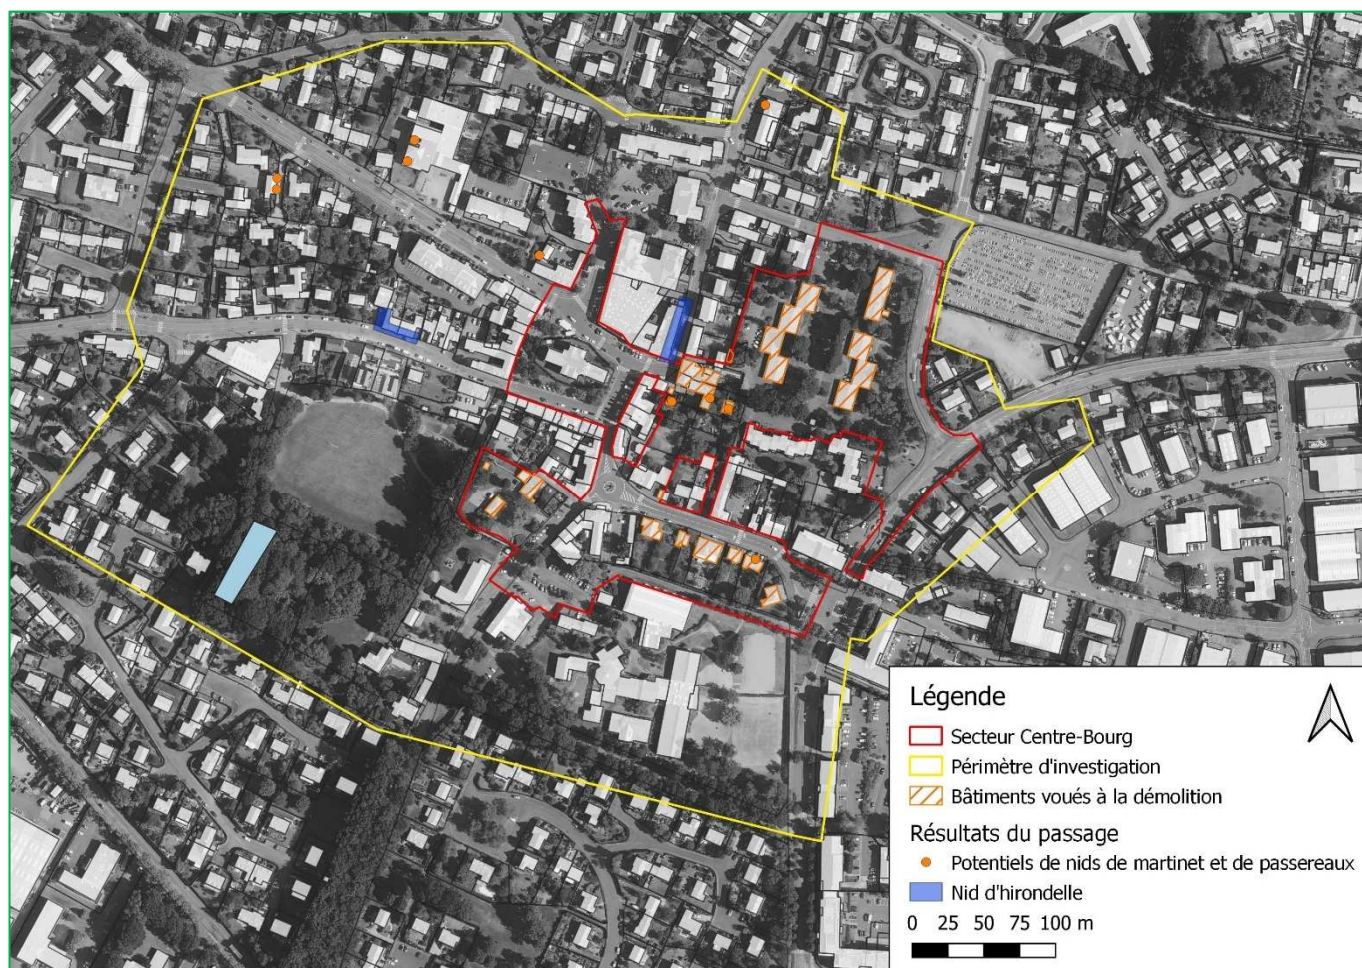 Légende
Secteur Centre-Bourg
Périmètre d'investigation
Bâtiments voués à la démolition
Résultats du passage
Potentiels de nids de martinet et de passereaux
Nid d'hirondelle
0 25 50 75 100 m